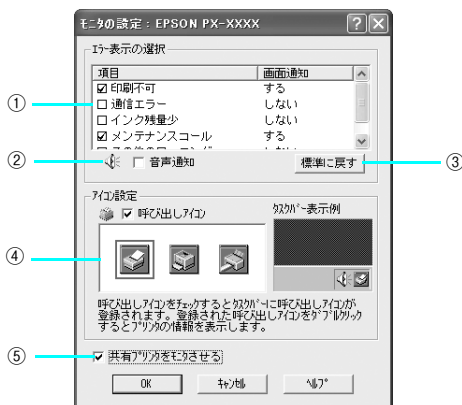 モニタの設定：EPSON PX-XXXX
エラー表示の選択
項目 画面通知
印刷不可 する
① 通信エラー しない
インク残量少 しない
メンテナンスコール する
② 音声通知 標準に戻す ③
アイコン設定
呼び出しアイコン タスクバー表示例
④
呼び出しアイコンをチェックするとタスクバーに呼び出しアイコンが
登録されます。登録された呼び出しアイコンをダブルクリック
するとプリンタの情報を表示します。
⑤ 共有プリンタをモニタさせる
OK キャンセル ヘルプ